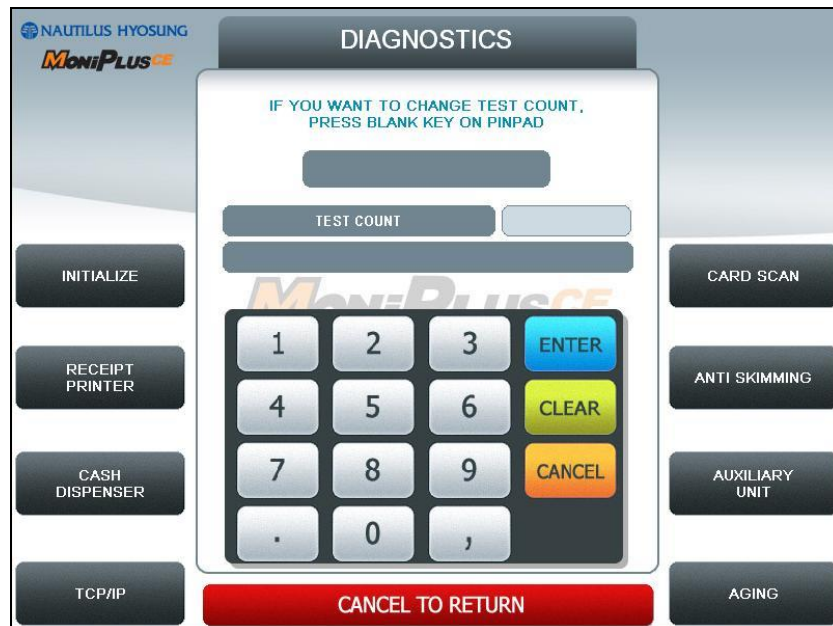 NAUTILUS HYOSUNG
MoniPlusCE
DIAGNOSTICS
IF YOU WANT TO CHANGE TEST COUNT,
PRESS BLANK KEY ON PINPAD
TEST COUNT
INITIALIZE
CARD SCAN
MoniPlusCE
1 2 3 ENTER
RECEIPT
PRINTER
ANTI SKIMMING
4 5 6 CLEAR
7 8 9 CANCEL
CASH
DISPENSER
AUXILIARY
UNIT
. 0 ,
TCP/IP
CANCEL TO RETURN
AGING